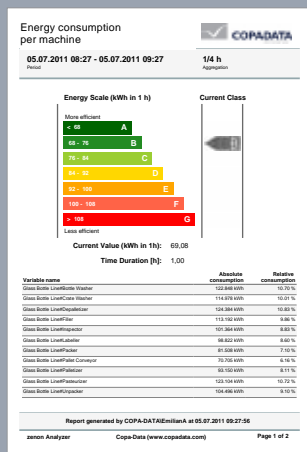 Energy consumption
per machine
COPADATA
05.07.2011 08:27 - 05.07.2011 09:27
1/4 h
Period
Aggregation
Energy Scale (kWh in 1 h)
Current Class
More efficient
< 68 A
68 - 76 B
76 - 84 C
84 - 92 D
92 - 100 E
100 - 108 F
> 108 G
Less efficient
Current Value (kWh in 1h): 69,08
Time Duration [h]: 1,00
Variable name Absolute consumption Relative consumption
Glass Bottle Line#Bottle Washer 122.848 kWh 10.70 %
Glass Bottle Line#Crate Washer 114.978 kWh 10.01 %
Glass Bottle Line#Depalletizer 124.384 kWh 10.83 %
Glass Bottle Line#Filler 113.192 kWh 9.86 %
Glass Bottle Line#Inspector 101.364 kWh 8.83 %
Glass Bottle Line#Labeller 98.822 kWh 8.60 %
Glass Bottle Line#Packer 81.508 kWh 7.10 %
Glass Bottle Line#Pallet Conveyor 70.705 kWh 6.16 %
Glass Bottle Line#Palletizer 93.150 kWh 8.11 %
Glass Bottle Line#Pasteurizer 123.104 kWh 10.72 %
Glass Bottle Line#Unpacker 104.496 kWh 9.10 %
Report generated by COPA-DATA\EmilianA at 05.07.2011 09:27:56
zenon Analyzer
Copa-Data (www.copadata.com)
Page 1 of 2